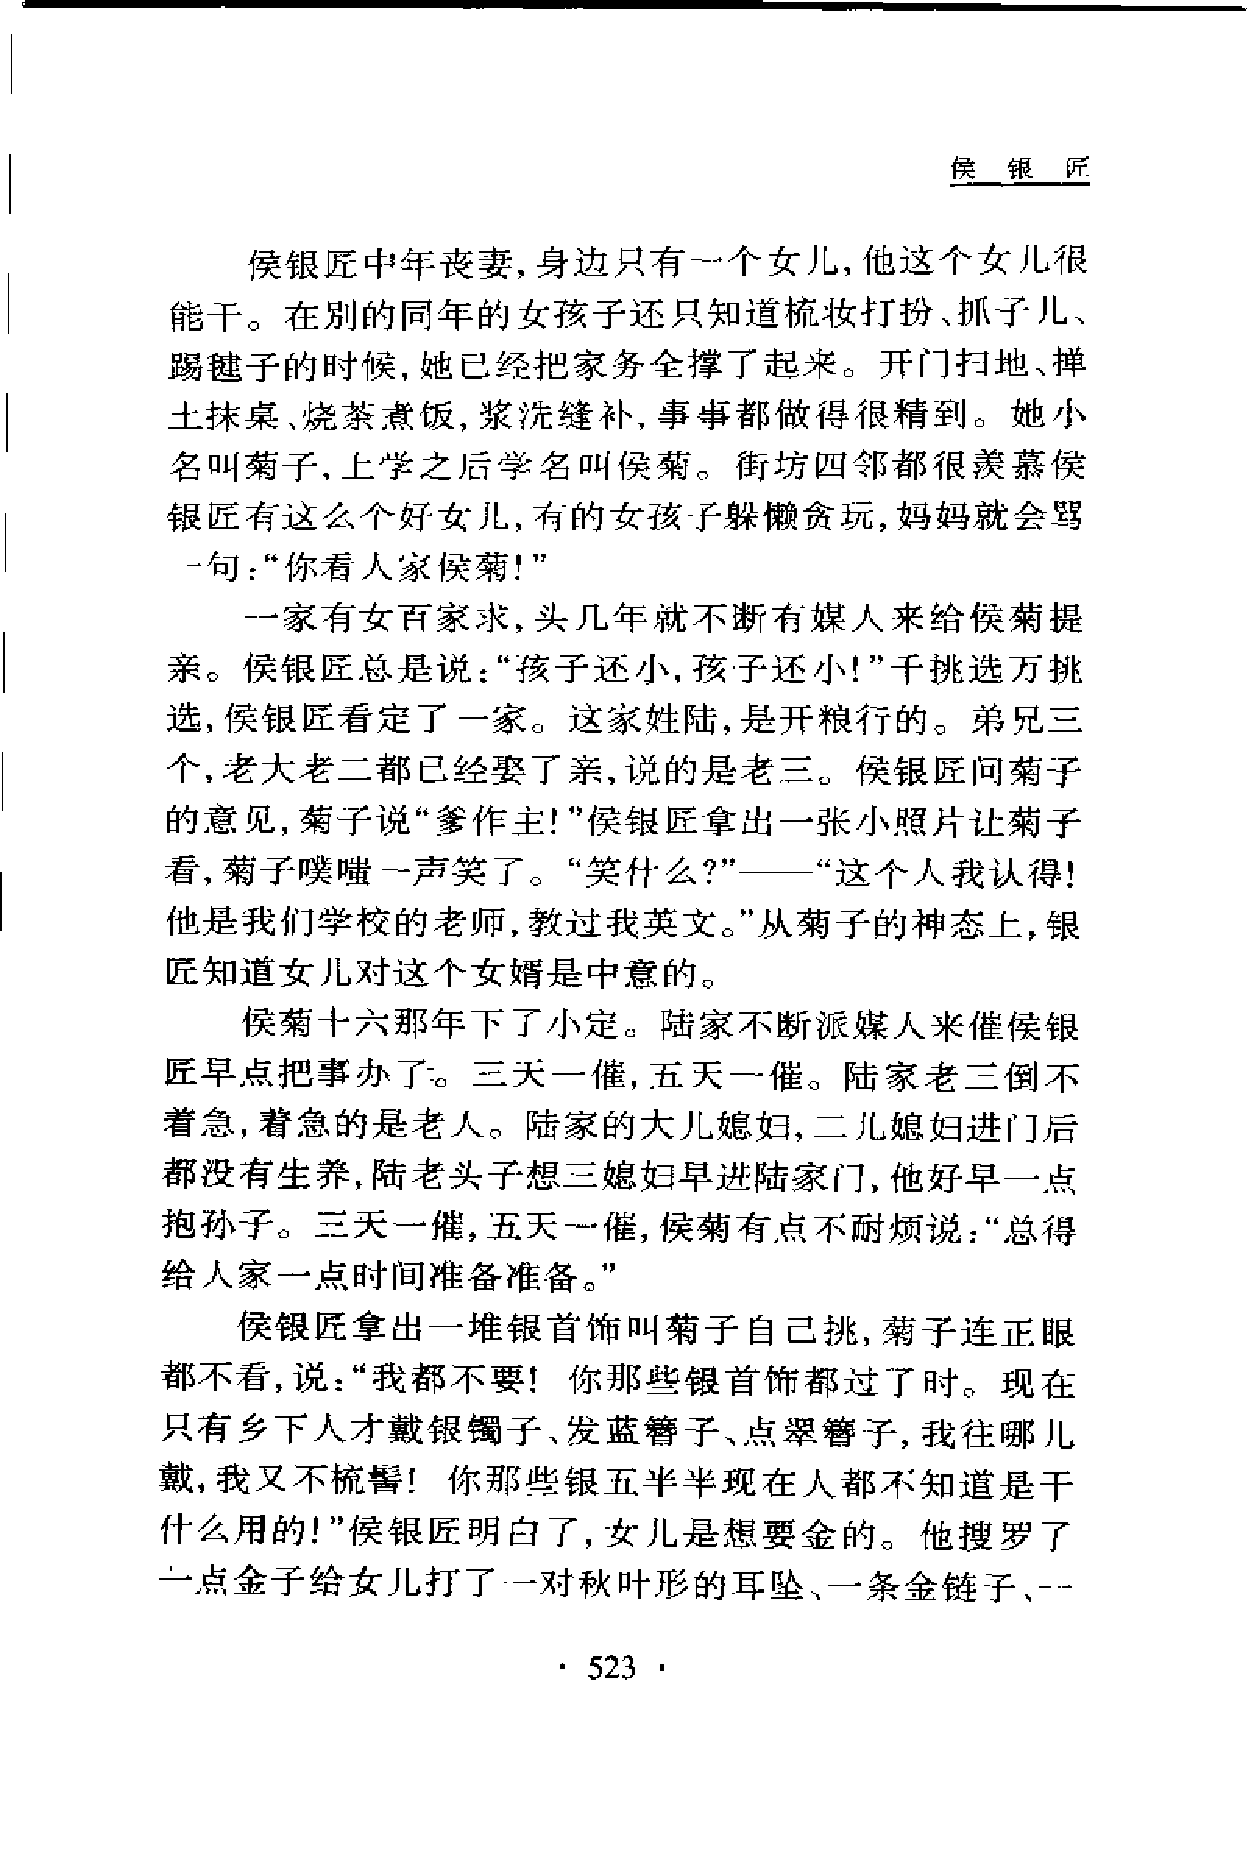 侯银匠
侯银匠中年丧妻,身边只有一个女儿,他这个女儿很
能干。在别的同年的女孩子还只知道梳妆打扮、抓子儿、
踢毽子的时候,她已经把家务全撑了起来。开门扫地、掸
土抹桌、烧茶煮饭,浆洗缝补,事事都做得很精到。她小
名叫菊子,上学之后学名叫侯菊。街坊四邻都很羡慕侯
银匠有这么个好女儿,有的女孩子躲懒贪玩,妈妈就会骂
一句:“你看人家侯菊!”
一家有女百家求,头几年就不断有媒人来给侯菊提
亲。侯银匠总是说:“孩子还小,孩子还小!”千挑选万挑
选,侯银匠看定了一家。这家姓陆,是开粮行的。弟兄三
个,老大老二都已经娶了亲,说的是老三。侯银匠问菊子
的意见,菊子说“爹作主!”侯银匠拿出一张小照片让菊子
看,菊子噗嗤一声笑了。“笑什么?”——“这个人我认得!
他是我们学校的老师,教过我英文。”从菊子的神态上,银
匠知道女儿对这个女婿是中意的。
侯菊十六那年下了小定。陆家不断派媒人来催侯银
匠早点把事办了。三天一催,五天一催。陆家老三倒不
着急,着急的是老人。陆家的大儿媳妇,二儿媳妇进门后
都没有生养,陆老头子想三媳妇早进陆家门,他好早一点
抱孙子。三天一催,五天一催,侯菊有点不耐烦说:“总得
给人家一点时间准备准备。”
侯银匠拿出一堆银首饰叫菊子自己挑,菊子连正眼
都不看,说:“我都不要! 你那些银首饰都过了时。现在
只有乡下人才戴银镯子、发蓝簪子、点翠簪子,我往哪儿
戴,我又不梳髻! 你那些银五半半现在人都不知道是干
什么用的!”侯银匠明白了,女儿是想要金的。他搜罗了
一点金子给女儿打了一对秋叶形的耳坠、一条金链子、一
· 523 ·